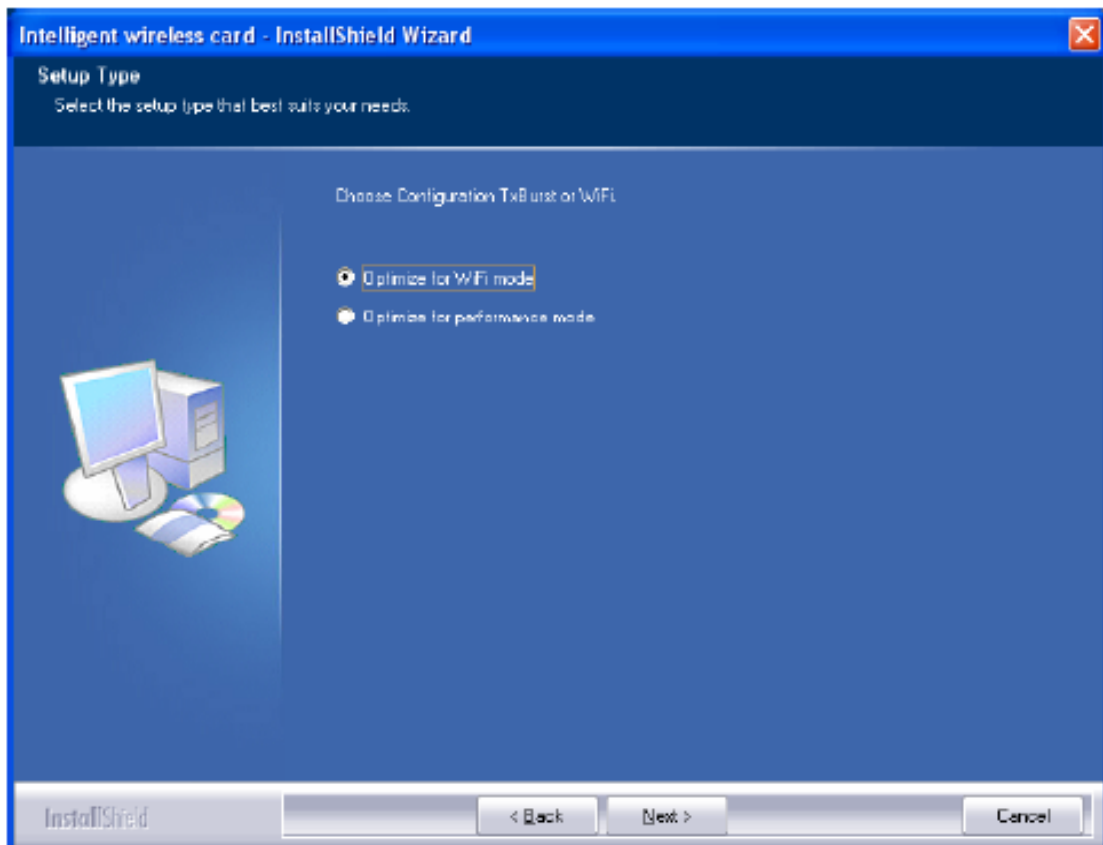 Intelligent wireless card - InstallShield Wizard
Setup Type
Select the setup type that best suits your needs.
Choose Configuration TxBurst or WiFi.
Optimize for WiFi mode
Optimize for performance mode
InstallShield
< Back
Next >
Cancel